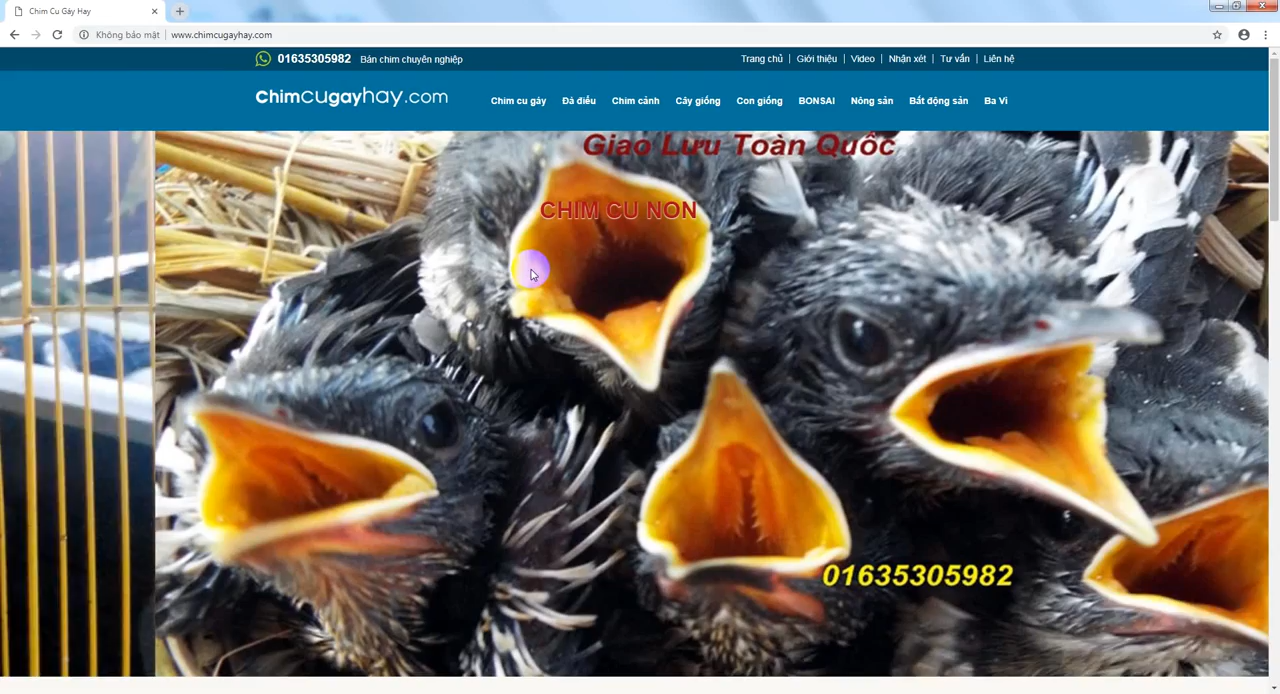 Chim Cu Gáy Hay
Không bảo mật | www.chimcugayhay.com
01635305982 Bán chim chuyên nghiệp
Trang chủ | Giới thiệu | Video | Nhận xét | Tư vấn | Liên hệ
Chimcugayhay.com
Chim cu gáy Đà điểu Chim cảnh Cây giống Con giống BONSAI Nông sản Bất động sản Ba Vì
Giao Lưu Toàn Quốc
CHIM CU NON
01635305982